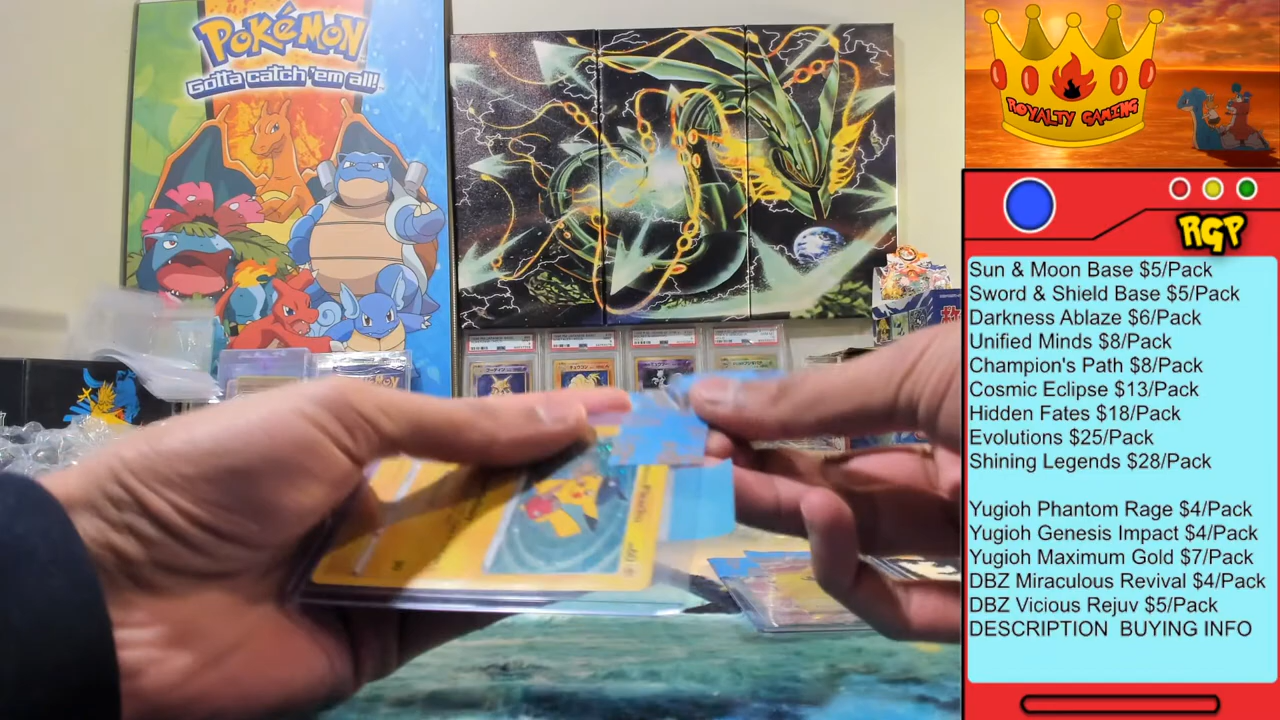 POKéMON
Gotta catch 'em all!
ROYALTY GAMING
RGP
Sun & Moon Base $5/Pack
Sword & Shield Base $5/Pack
Darkness Ablaze $6/Pack
Unified Minds $8/Pack
Champion's Path $8/Pack
Cosmic Eclipse $13/Pack
Hidden Fates $18/Pack
Evolutions $25/Pack
Shining Legends $28/Pack
Yugioh Phantom Rage $4/Pack
Yugioh Genesis Impact $4/Pack
Yugioh Maximum Gold $7/Pack
DBZ Miraculous Revival $4/Pack
DBZ Vicious Rejuv $5/Pack
DESCRIPTION BUYING INFO
Pikachu